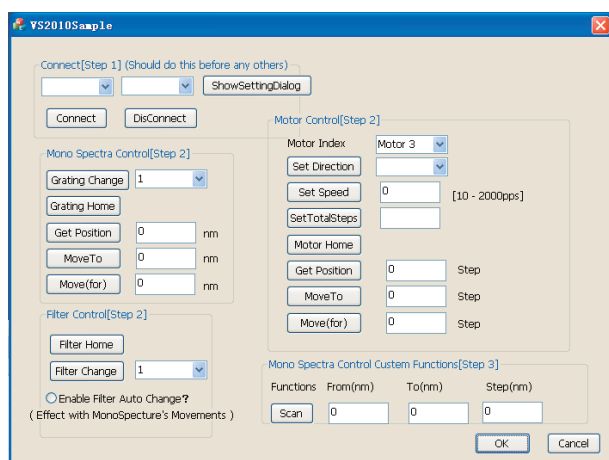 VS2010Sample
Connect[Step 1] (Should do this before any others)
ShowSettingDialog
Connect DisConnect
Mono Spectra Control[Step 2]
Grating Change 1
Grating Home
Get Position 0 nm
MoveTo 0 nm
Move(for) 0 nm
Filter Control[Step 2]
Filter Home
Filter Change 1
Enable Filter Auto Change?
( Effect with MonoSpecture's Movements )
Motor Control[Step 2]
Motor Index Motor 3
Set Direction
Set Speed 0 [10 - 2000pps]
SetTotalSteps
Motor Home
Get Position 0 Step
MoveTo 0 Step
Move(for) 0 Step
Mono Spectra Control Custem Functions[Step 3]
Functions From(nm) To(nm) Step(nm)
Scan 0 0 0
OK Cancel